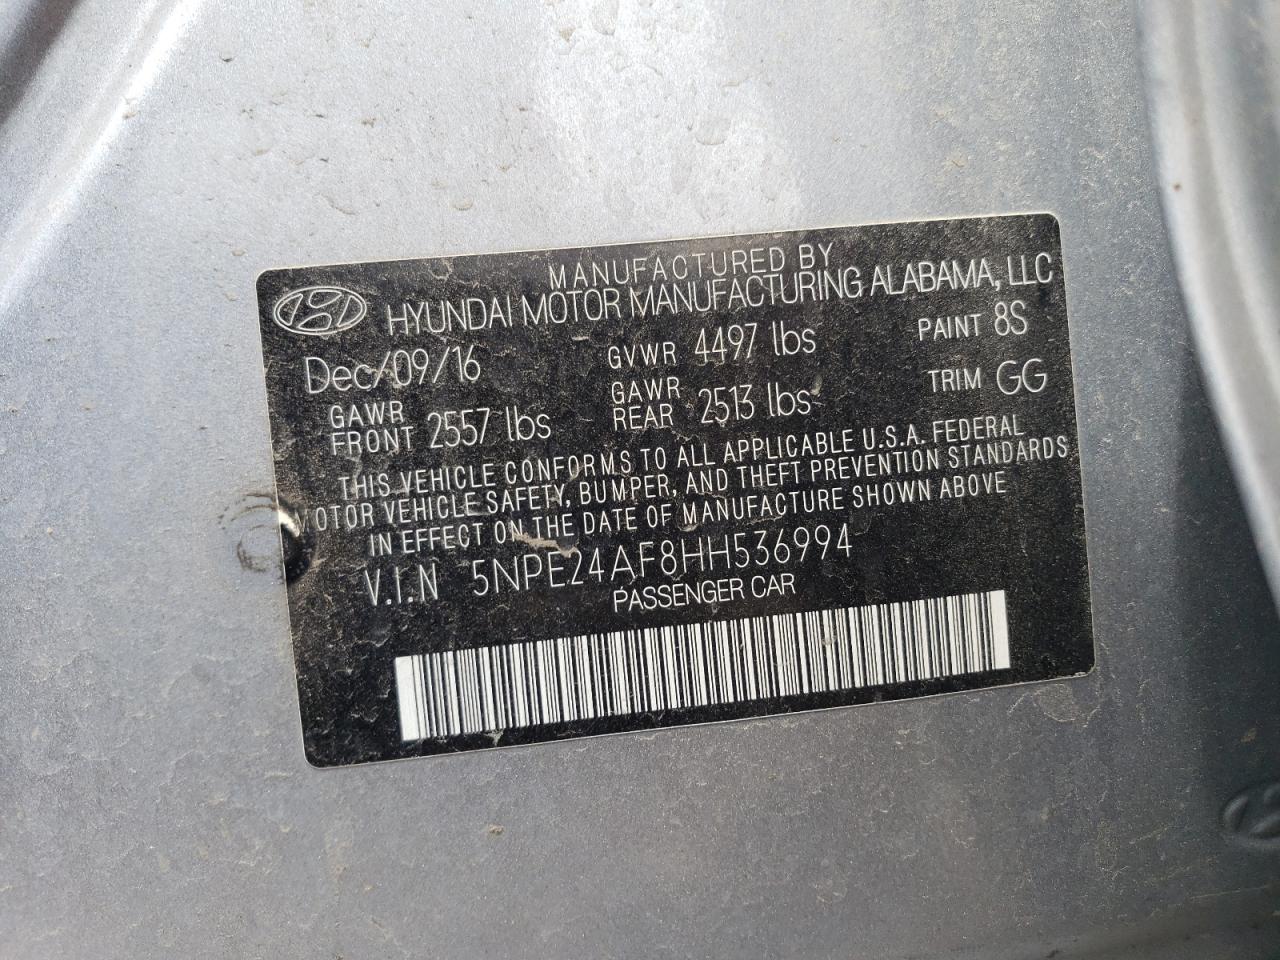 MANUFACTURED BY
HYUNDAI MOTOR MANUFACTURING ALABAMA, LLC
Dec/09/16 GVWR 4497 lbs PAINT 8S
GAWR FRONT 2557 lbs GAWR REAR 2513 lbs TRIM GG
THIS VEHICLE CONFORMS TO ALL APPLICABLE U.S.A. FEDERAL
MOTOR VEHICLE SAFETY, BUMPER, AND THEFT PREVENTION STANDARDS
IN EFFECT ON THE DATE OF MANUFACTURE SHOWN ABOVE
V.I.N 5NPE24AF8HH536994
PASSENGER CAR